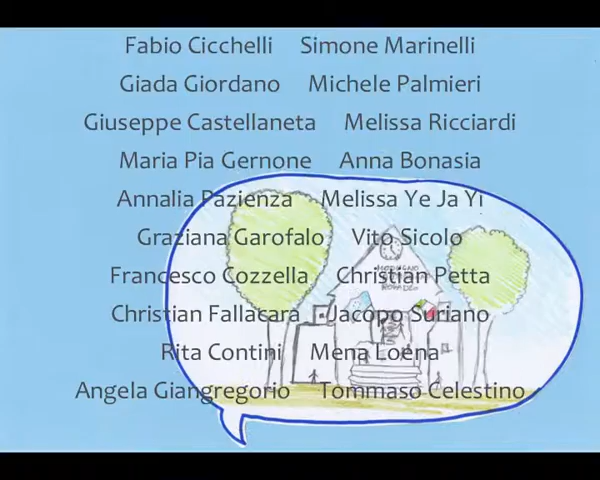 Fabio Cicchelli Simone Marinelli
Giada Giordano Michele Palmieri
Giuseppe Castellaneta Melissa Ricciardi
Maria Pia Gernone Anna Bonasia
Annalia Pazienza Melissa Ye Ja Yi
Graziana Garofalo Vito Sicolo
Francesco Cozzella Christian Petta
Christian Fallacara Jacopo Suriano
Rita Contini Mena Loena
Angela Giangregorio Tommaso Celestino